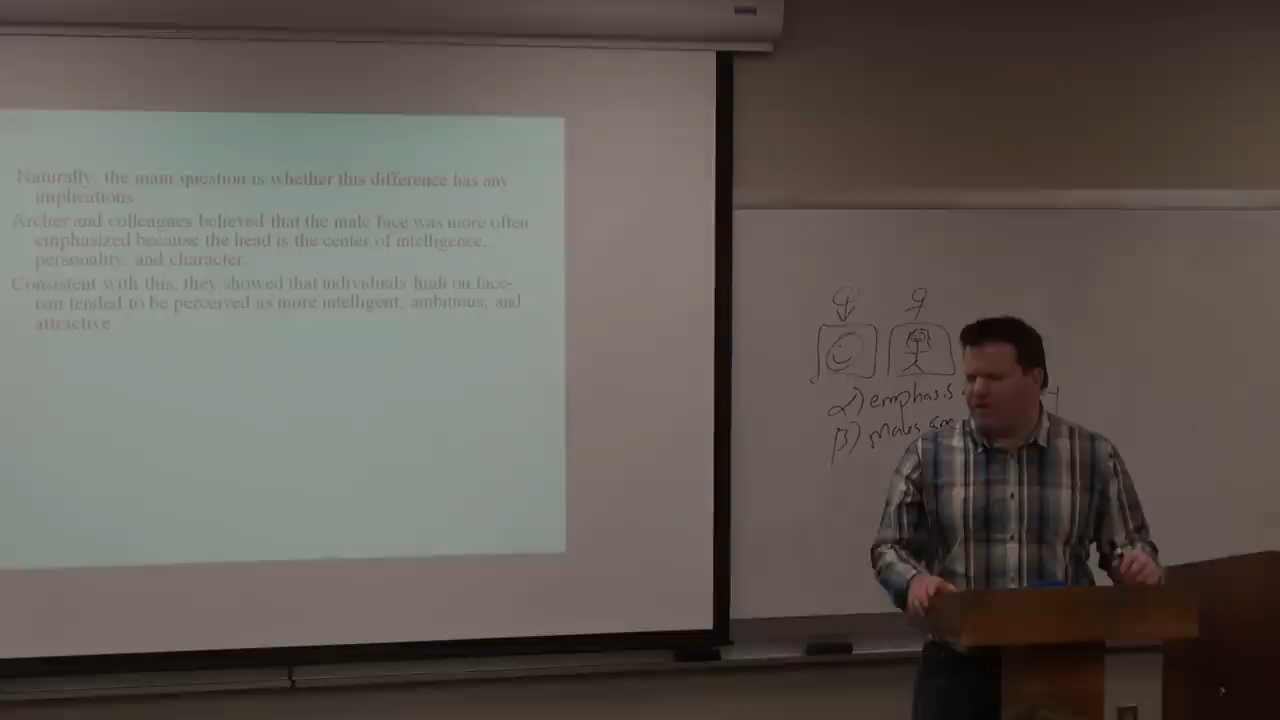 Naturally, the main question is whether this difference has any
implications
Archer and colleagues believed that the male face was more often
emphasized because the head is the center of intelligence,
personality, and character.
Consistent with this, they showed that individuals high on face-
ism tended to be perceived as more intelligent, ambitious, and
attractive
α) emphasis
β) Males